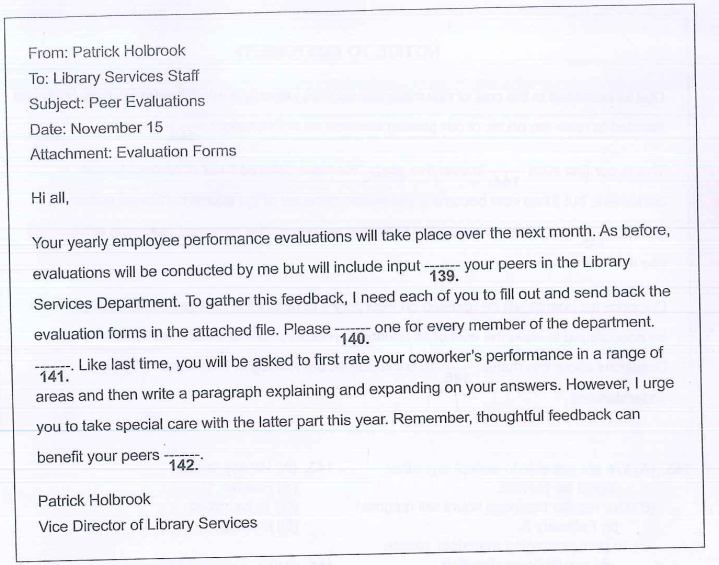 From: Patrick Holbrook
To: Library Services Staff
Subject: Peer Evaluations
Date: November 15
Attachment: Evaluation Forms
Hi all,
Your yearly employee performance evaluations will take place over the next month. As before,
evaluations will be conducted by me but will include input ------- your peers in the Library
139.
Services Department. To gather this feedback, I need each of you to fill out and send back the
evaluation forms in the attached file. Please ------- one for every member of the department.
140.
-------. Like last time, you will be asked to first rate your coworker's performance in a range of
141.
areas and then write a paragraph explaining and expanding on your answers. However, I urge
you to take special care with the latter part this year. Remember, thoughtful feedback can
benefit your peers -------.
142.
Patrick Holbrook
Vice Director of Library Services